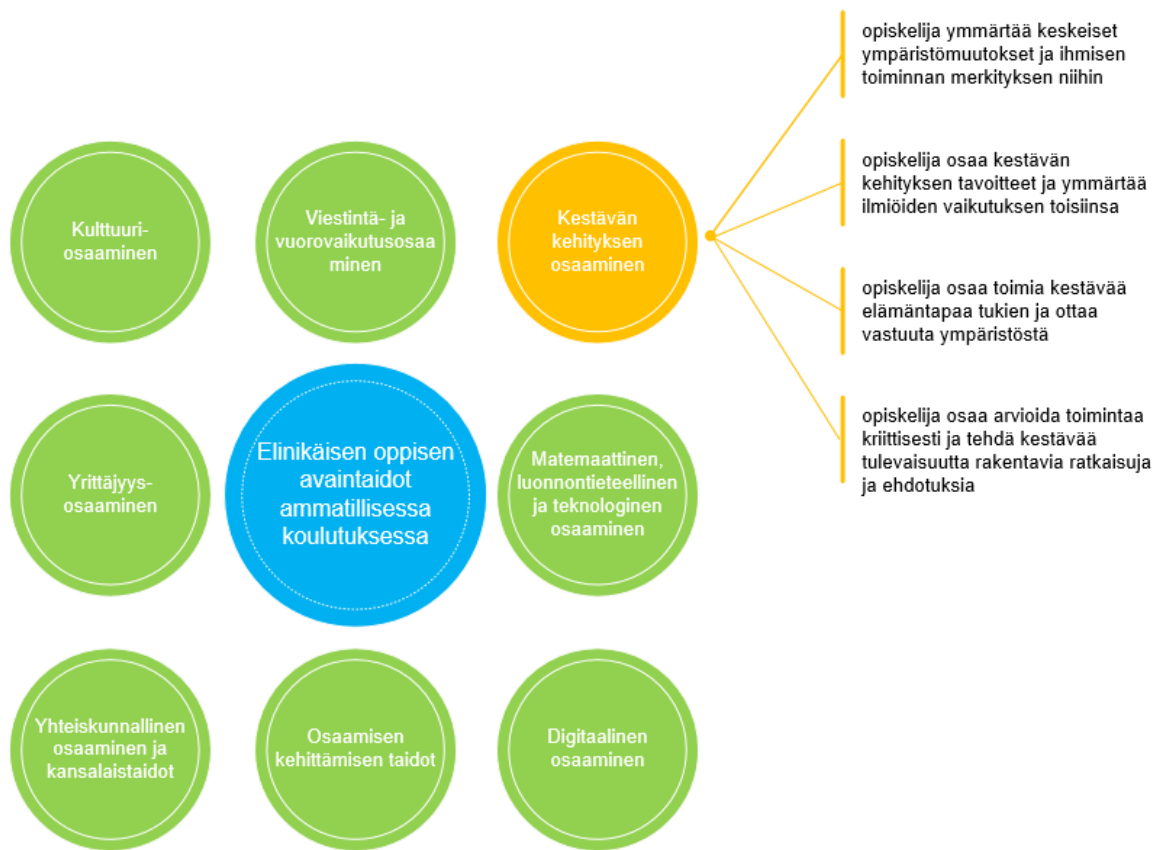 Kulttuuri-
osaaminen
Viestintä- ja
vuorovaikutusosaa
minen
Kestävän
kehityksen
osaaminen
opiskelija ymmärtää keskeiset
ympäristömuutokset ja ihmisen
toiminnan merkityksen niihin
opiskelija osaa kestävän
kehityksen tavoitteet ja ymmärtää
ilmiöiden vaikutuksen toisiinsa
opiskelija osaa toimia kestävää
elämäntapaa tukien ja ottaa
vastuuta ympäristöstä
opiskelija osaa arvioida toimintaa
kriittisesti ja tehdä kestävää
tulevaisuutta rakentavia ratkaisuja
ja ehdotuksia
Yrittäjyys-
osaaminen
Elinikäisen oppisen
avaintaidot
ammatillisessa
koulutuksessa
Matemaattinen,
luonnontieteellinen
ja teknologinen
osaaminen
Yhteiskunnallinen
osaaminen ja
kansalaistaidot
Osaamisen
kehittämisen taidot
Digitaalinen
osaaminen